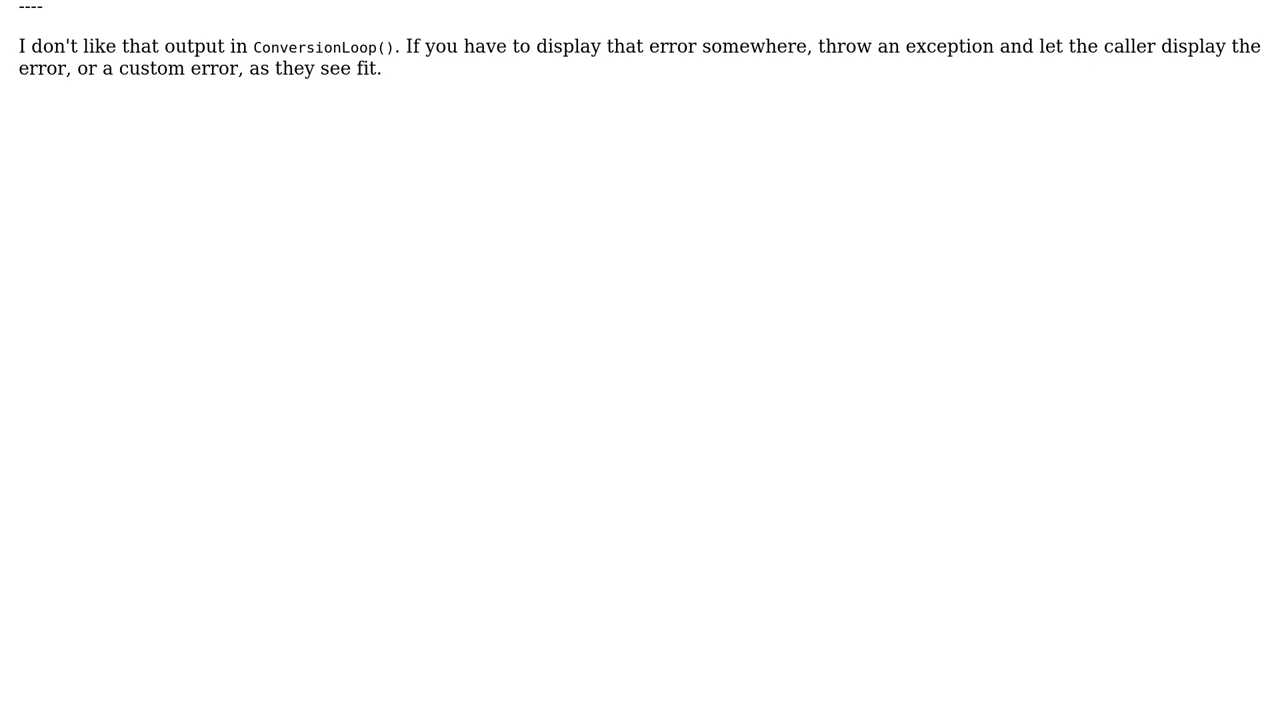 ----
I don't like that output in ConversionLoop(). If you have to display that error somewhere, throw an exception and let the caller display the
error, or a custom error, as they see fit.